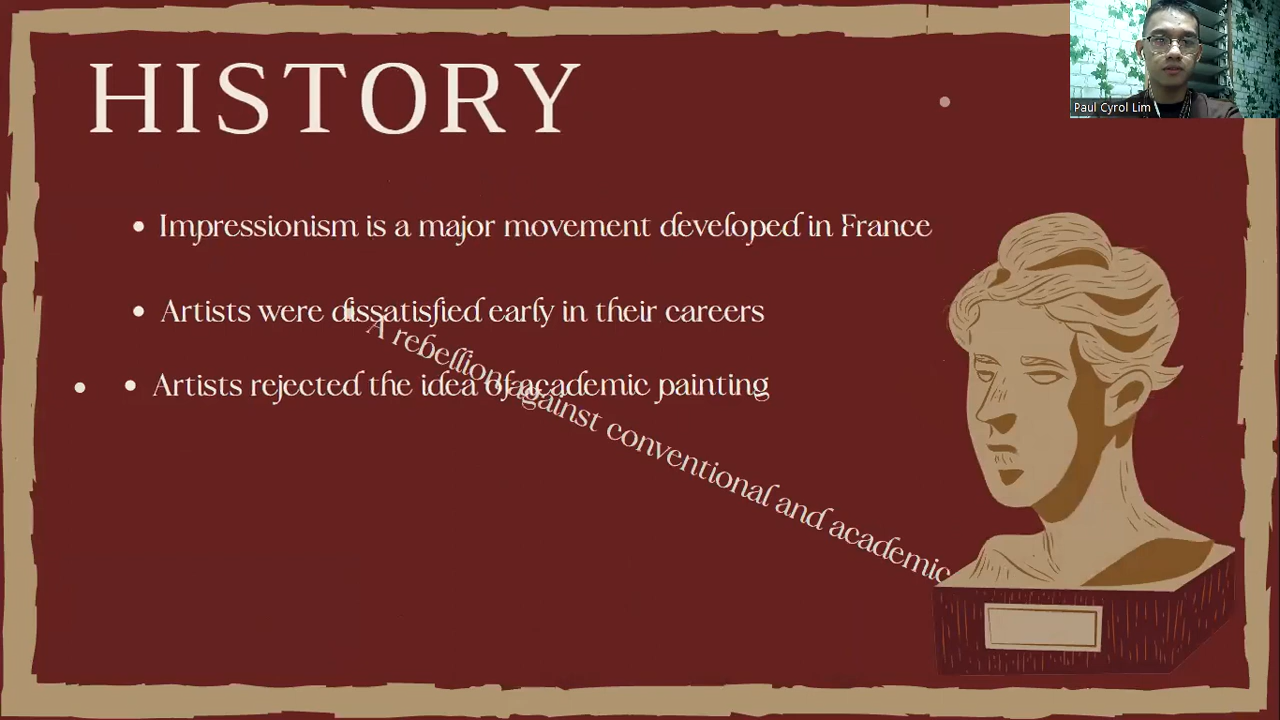 HISTORY
Paul Cyrol Lim
• Impressionism is a major movement developed in France
• Artists were dissatisfied early in their careers
• Artists rejected the idea of academic painting
• A rebellion against conventional and academic